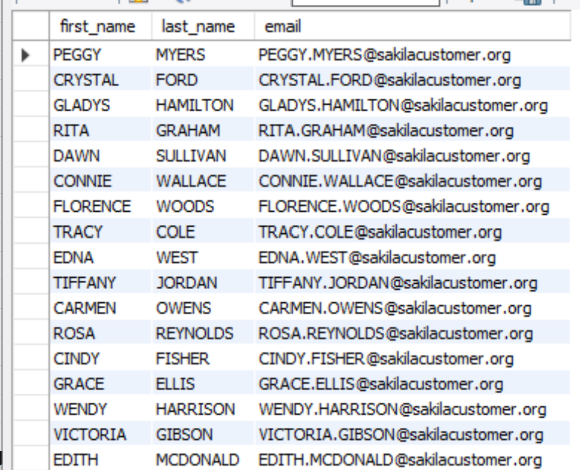 first_name last_name email
PEGGY MYERS PEGGY.MYERS@sakilacustomer.org
CRYSTAL FORD CRYSTAL.FORD@sakilacustomer.org
GLADYS HAMILTON GLADYS.HAMILTON@sakilacustomer.org
RITA GRAHAM RITA.GRAHAM@sakilacustomer.org
DAWN SULLIVAN DAWN.SULLIVAN@sakilacustomer.org
CONNIE WALLACE CONNIE.WALLACE@sakilacustomer.org
FLORENCE WOODS FLORENCE.WOODS@sakilacustomer.org
TRACY COLE TRACY.COLE@sakilacustomer.org
EDNA WEST EDNA.WEST@sakilacustomer.org
TIFFANY JORDAN TIFFANY.JORDAN@sakilacustomer.org
CARMEN OWENS CARMEN.OWENS@sakilacustomer.org
ROSA REYNOLDS ROSA.REYNOLDS@sakilacustomer.org
CINDY FISHER CINDY.FISHER@sakilacustomer.org
GRACE ELLIS GRACE.ELLIS@sakilacustomer.org
WENDY HARRISON WENDY.HARRISON@sakilacustomer.org
VICTORIA GIBSON VICTORIA.GIBSON@sakilacustomer.org
EDITH MCDONALD EDITH.MCDONALD@sakilacustomer.org